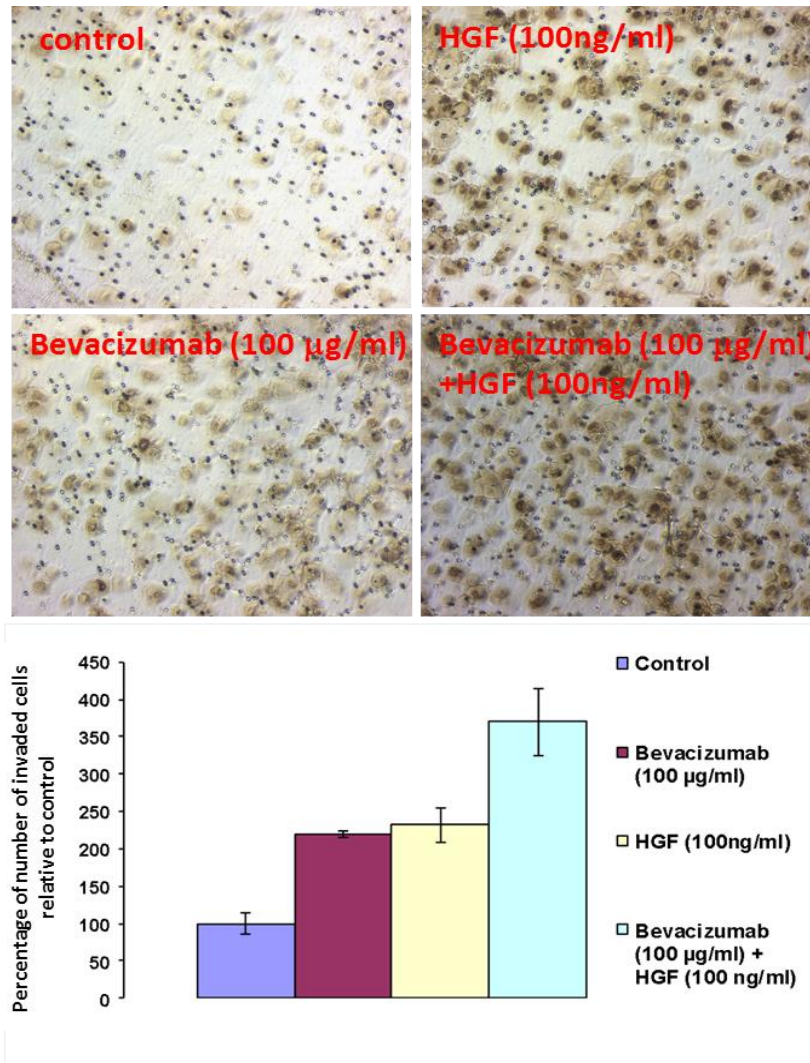 control
HGF (100ng/ml)
Bevacizumab (100 µg/ml)
Bevacizumab (100 µg/ml)
+HGF (100ng/ml)
Percentage of number of invaded cells
relative to control
450
400
350
300
250
200
150
100
50
0
Control
Bevacizumab
(100 µg/ml)
HGF (100ng/ml)
Bevacizumab
(100 µg/ml) +
HGF (100 ng/ml)